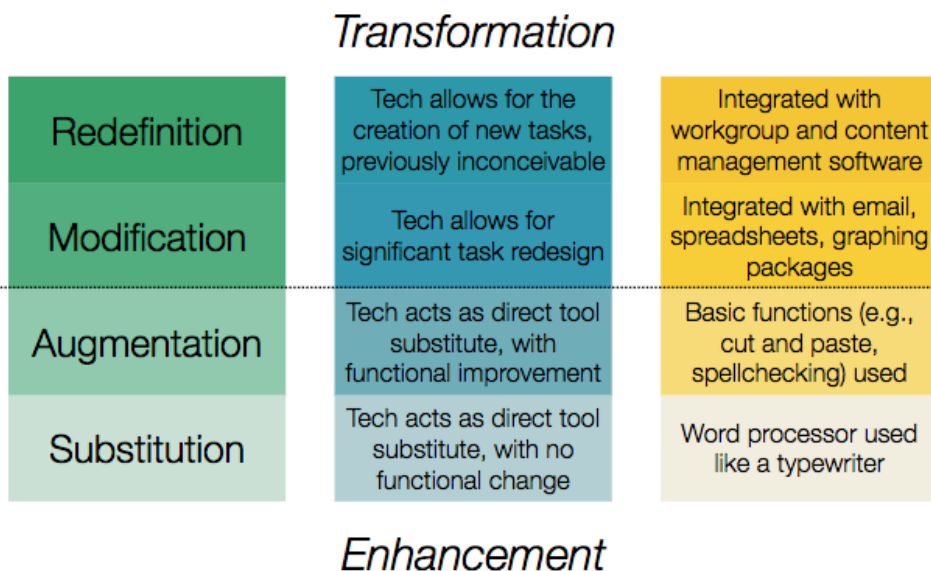 Transformation
Redefinition
Tech allows for the
creation of new tasks,
previously inconceivable
Integrated with
workgroup and content
management software
Modification
Tech allows for
significant task redesign
Integrated with email,
spreadsheets, graphing
packages
Augmentation
Tech acts as direct tool
substitute, with
functional improvement
Basic functions (e.g.,
cut and paste,
spellchecking) used
Substitution
Tech acts as direct tool
substitute, with no
functional change
Word processor used
like a typewriter
Enhancement